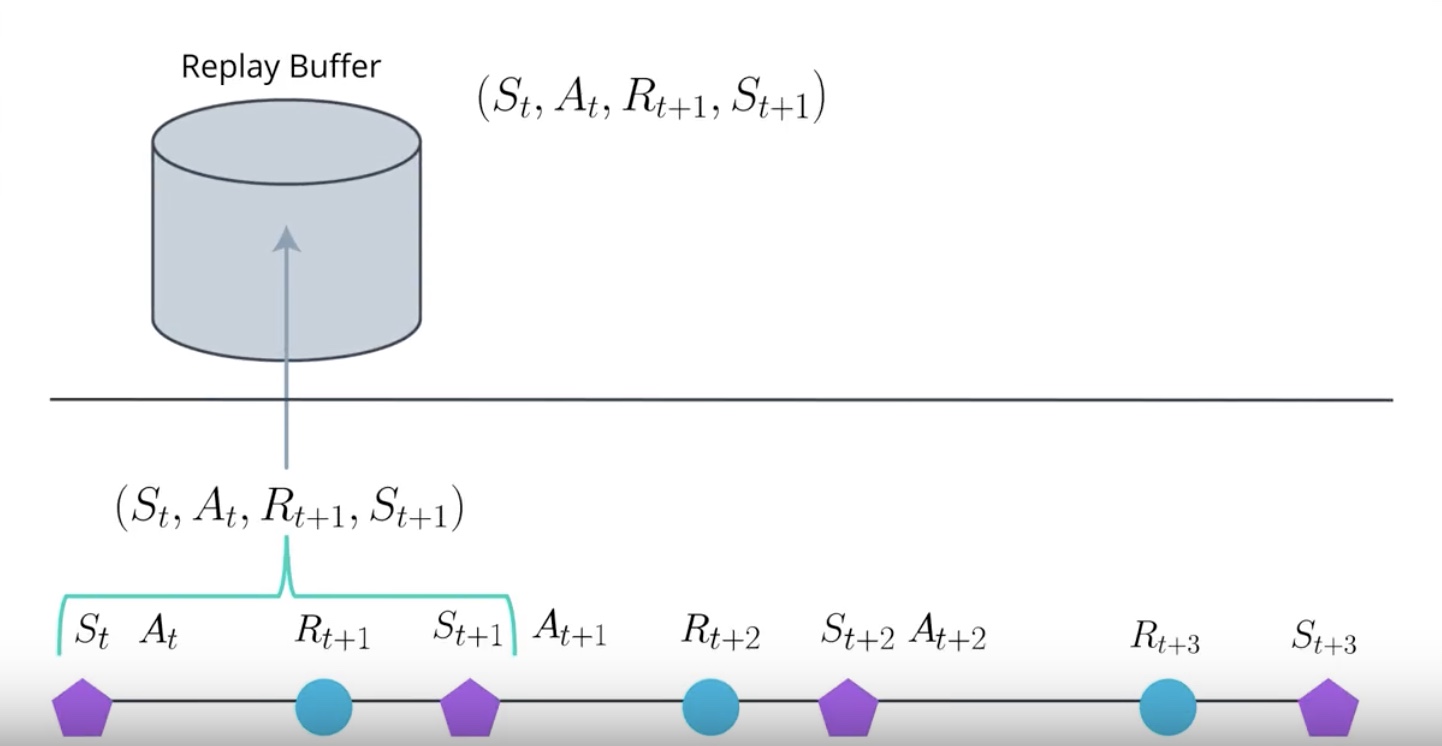 Replay Buffer
(S_t, A_t, R_{t+1}, S_{t+1})
(S_t, A_t, R_{t+1}, S_{t+1})
S_t A_t R_{t+1} S_{t+1} A_{t+1} R_{t+2} S_{t+2} A_{t+2} R_{t+3} S_{t+3}